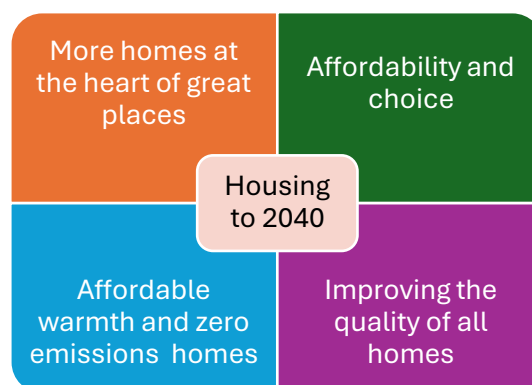 More homes at
the heart of great
places
Affordability and
choice
Housing
to 2040
Affordable
warmth and zero
emissions  homes
Improving the
quality of all
homes